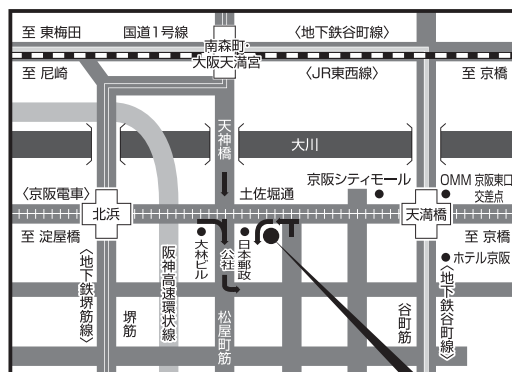 至 東梅田
国道1号線
〈地下鉄谷町線〉
南森町・
大阪天満宮
至 尼崎
〈JR東西線〉
至 京橋
天神橋
大川
〈京阪電車〉
土佐堀通
京阪シティモール
OMM 京阪東口
交差点
北浜
天満橋
至 淀屋橋
至 京橋
大林ビル
日本郵政
公社
ホテル京阪
〈地下鉄堺筋線〉
堺筋
阪神高速環状線
松屋町筋
谷町筋
〈地下鉄谷町線〉